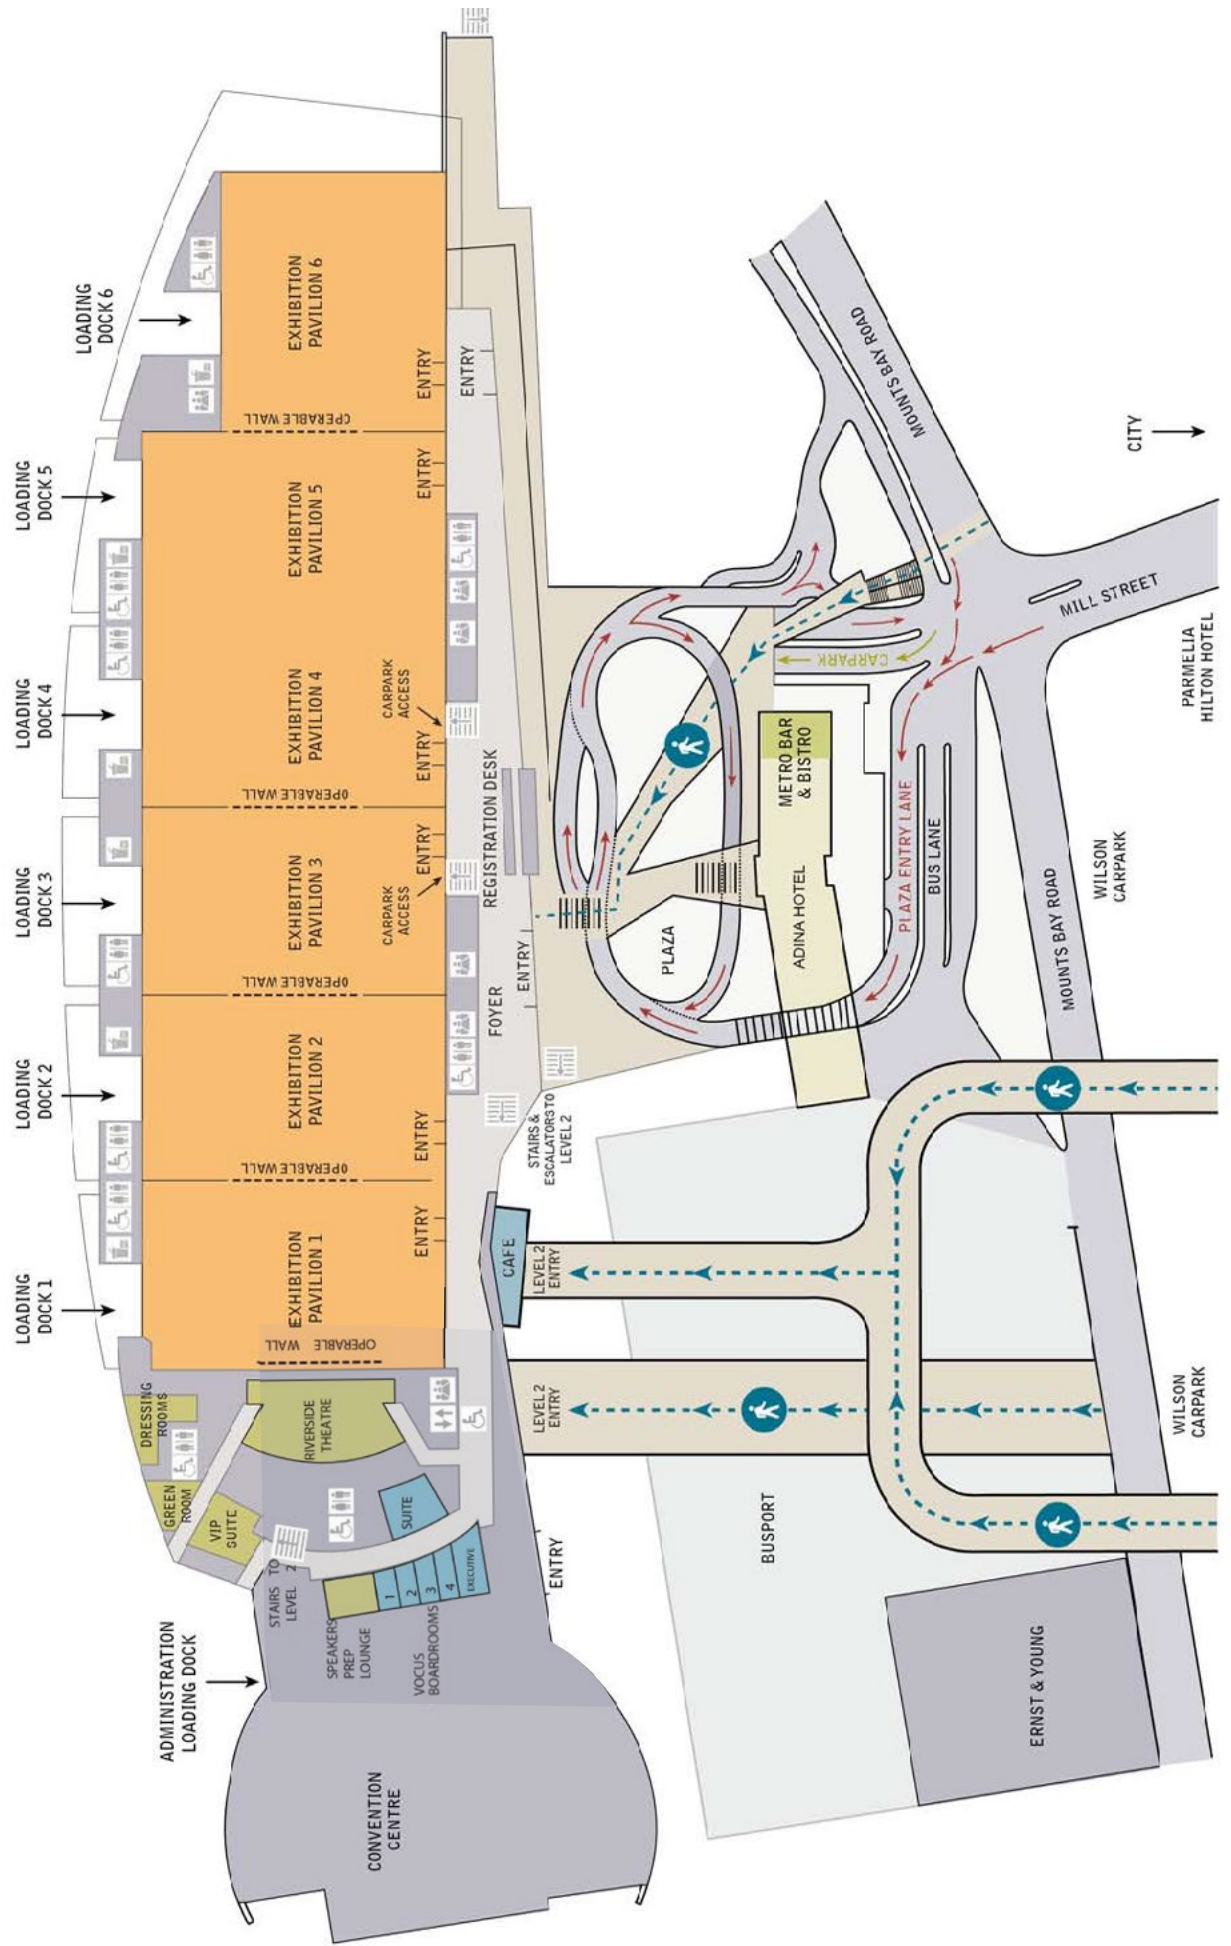 LOADING
DOCK 1
LOADING
DOCK 2
LOADING
DOCK 3
LOADING
DOCK 4
LOADING
DOCK 5
LOADING
DOCK 6
ADMINISTRATION
LOADING DOCK
DRESSING
ROOMS
GREEN
ROOM
VIP
SUITE
STAIRS TO
LEVEL 2
RIVERSIDE
THEATRE
OPERABLE
WALL
EXHIBITION
PAVILION 1
OPERABLE WALL
EXHIBITION
PAVILION 2
OPERABLE WALL
EXHIBITION
PAVILION 3
OPERABLE WALL
EXHIBITION
PAVILION 4
EXHIBITION
PAVILION 5
OPERABLE WALL
EXHIBITION
PAVILION 6
SPEAKERS
PREP
LOUNGE
SUITE
1
2
3
4
EXECUTIVE
VOCUS
BOARDROOMS
CONVENTION
CENTRE
CARPARK
ACCESS
CARPARK
ACCESS
ENTRY
ENTRY
ENTRY
ENTRY
ENTRY
ENTRY
ENTRY
FOYER
REGISTRATION DESK
ENTRY
CAFE
STAIRS &
ESCALATORS TO
LEVEL 2
ENTRY
LEVEL 2
ENTRY
LEVEL 2
ENTRY
PLAZA
METRO BAR
& BISTRO
ADINA HOTEL
CARPARK
PLAZA ENTRY LANE
BUS LANE
BUSPORT
ERNST & YOUNG
MOUNTS BAY ROAD
MOUNTS BAY ROAD
MILL STREET
CITY
WILSON
CARPARK
WILSON
CARPARK
PARMELIA
HILTON HOTEL